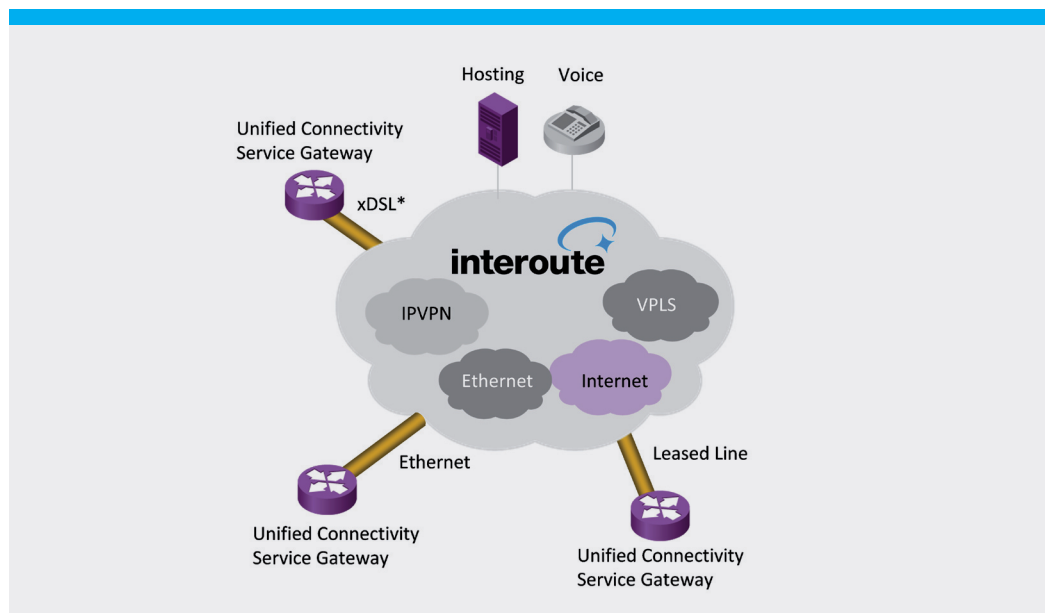 Hosting
Voice
Unified Connectivity
Service Gateway
xDSL*
interoute
IPVPN
VPLS
Ethernet
Internet
Ethernet
Leased Line
Unified Connectivity
Service Gateway
Unified Connectivity
Service Gateway